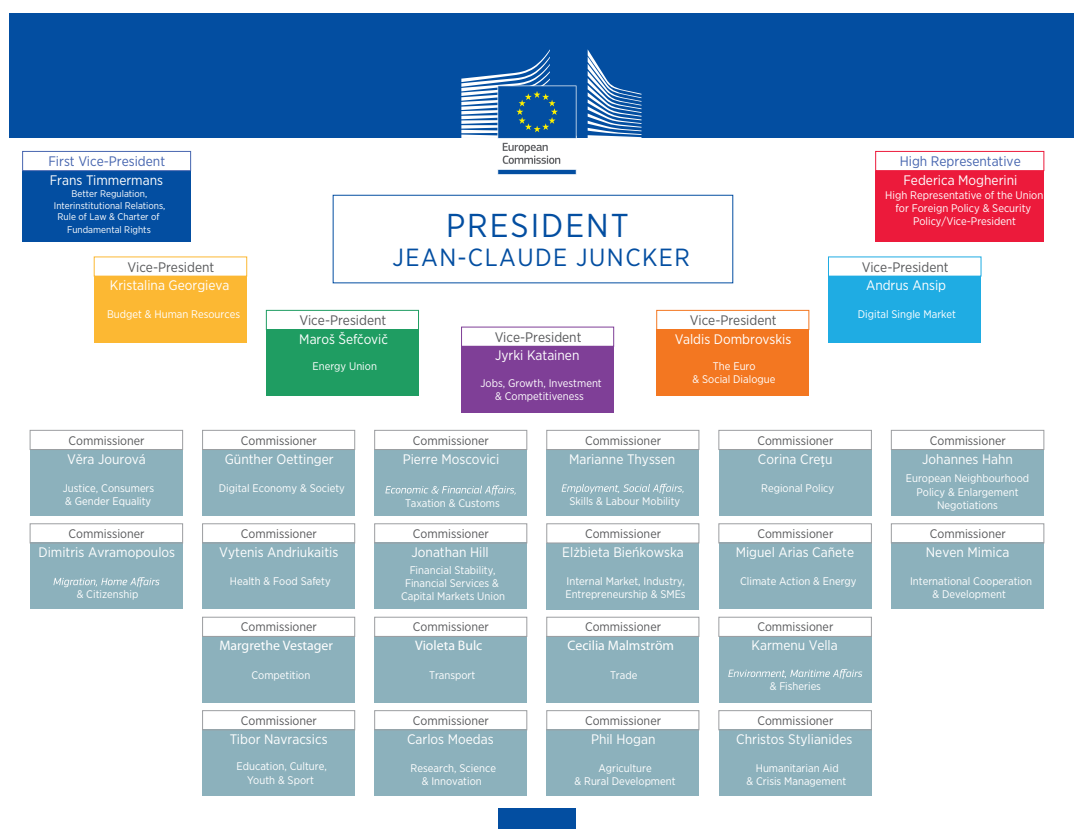 European
Commission
First Vice-President
Frans Timmermans
Better Regulation,
Interinstitutional Relations,
Rule of Law & Charter of
Fundamental Rights
High Representative
Federica Mogherini
High Representative of the Union
for Foreign Policy & Security
Policy/Vice-President
PRESIDENT
JEAN-CLAUDE JUNCKER
Vice-President
Kristalina Georgieva
Budget & Human Resources
Vice-President
Maroš Šefčovič
Energy Union
Vice-President
Jyrki Katainen
Jobs, Growth, Investment
& Competitiveness
Vice-President
Valdis Dombrovskis
The Euro
& Social Dialogue
Vice-President
Andrus Ansip
Digital Single Market
Commissioner
Věra Jourová
Justice, Consumers
& Gender Equality
Commissioner
Günther Oettinger
Digital Economy & Society
Commissioner
Pierre Moscovici
Economic & Financial Affairs,
Taxation & Customs
Commissioner
Marianne Thyssen
Employment, Social Affairs,
Skills & Labour Mobility
Commissioner
Corina Crețu
Regional Policy
Commissioner
Johannes Hahn
European Neighbourhood
Policy & Enlargement
Negotiations
Commissioner
Dimitris Avramopoulos
Migration, Home Affairs
& Citizenship
Commissioner
Vytenis Andriukaitis
Health & Food Safety
Commissioner
Jonathan Hill
Financial Stability,
Financial Services &
Capital Markets Union
Commissioner
Elżbieta Bieńkowska
Internal Market, Industry,
Entrepreneurship & SMEs
Commissioner
Miguel Arias Cañete
Climate Action & Energy
Commissioner
Neven Mimica
International Cooperation
& Development
Commissioner
Margrethe Vestager
Competition
Commissioner
Violeta Bulc
Transport
Commissioner
Cecilia Malmström
Trade
Commissioner
Karmenu Vella
Environment, Maritime Affairs
& Fisheries
Commissioner
Tibor Navracsics
Education, Culture,
Youth & Sport
Commissioner
Carlos Moedas
Research, Science
& Innovation
Commissioner
Phil Hogan
Agriculture
& Rural Development
Commissioner
Christos Stylianides
Humanitarian Aid
& Crisis Management